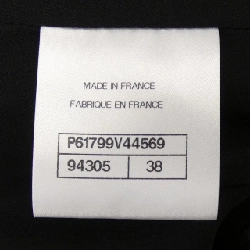 MADE IN FRANCE
FABRIQUE EN FRANCE
P61799V44569
94305 38